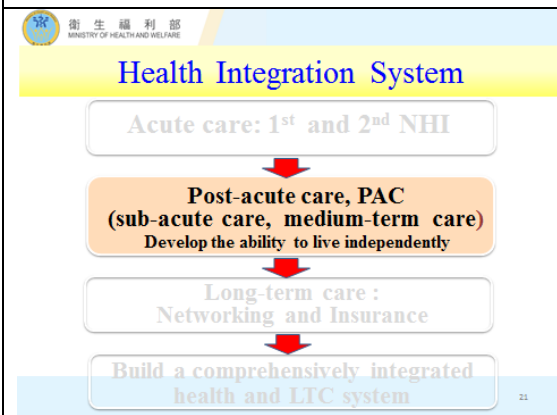 衛生福利部
MINISTRY OF HEALTH AND WELFARE
Health Integration System
Acute care: 1st and 2nd NHI
Post-acute care, PAC
(sub-acute care, medium-term care)
Develop the ability to live independently
Long-term care :
Networking and Insurance
Build a comprehensively integrated
health and LTC system
21